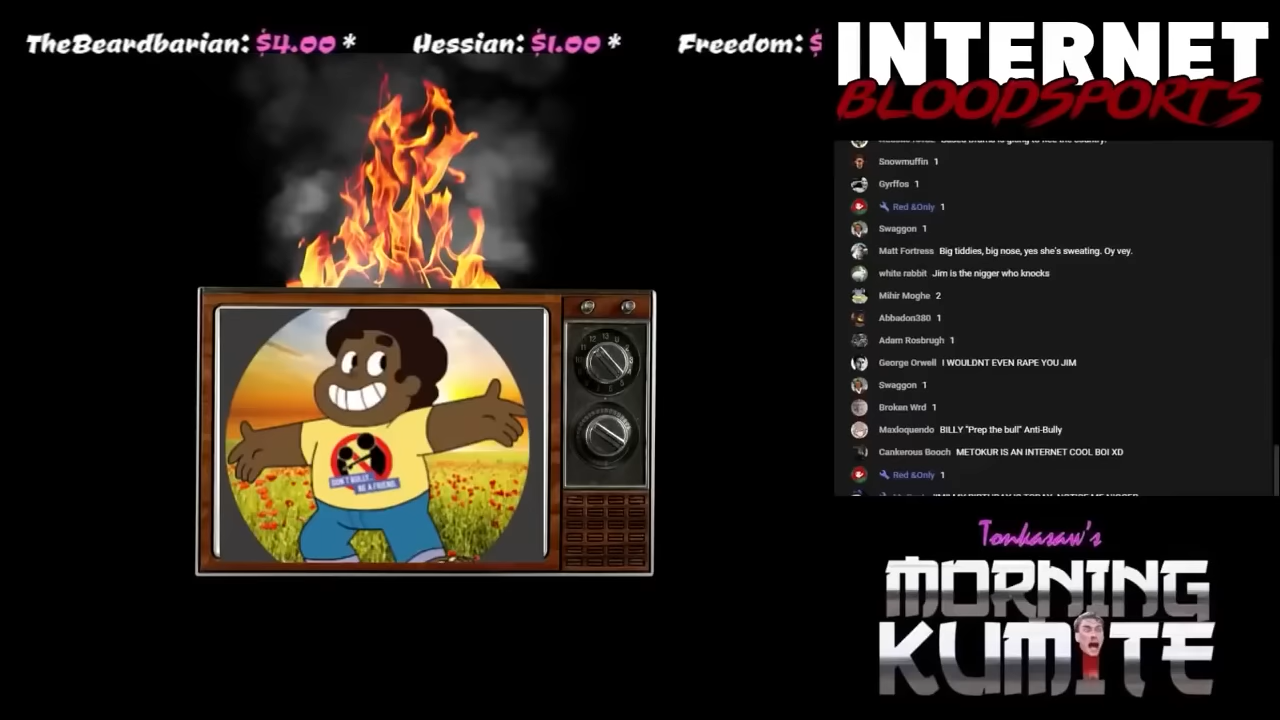 TheBeardbarian: $4.00 * Hessian: $1.00 * Freedom: $
INTERNET
BLOODSPORTS
Snowmuffin 1
Gyrffos 1
Red &Only 1
Swaggon 1
Matt Fortress Big tiddies, big nose, yes she's sweating. Oy vey.
white rabbit Jim is the nigger who knocks
Mihir Moghe 2
Abbadon380 1
Adam Rosbrugh 1
George Orwell I WOULDNT EVEN RAPE YOU JIM
Swaggon 1
Broken Wrd 1
Maxloquendo BILLY "Prep the bull" Anti-Bully
Cankerous Booch METOKUR IS AN INTERNET COOL BOI XD
Red &Only 1
DON'T BULLY...
BE A FRIEND.
Tonkasaw's
MORNING
KUMITE